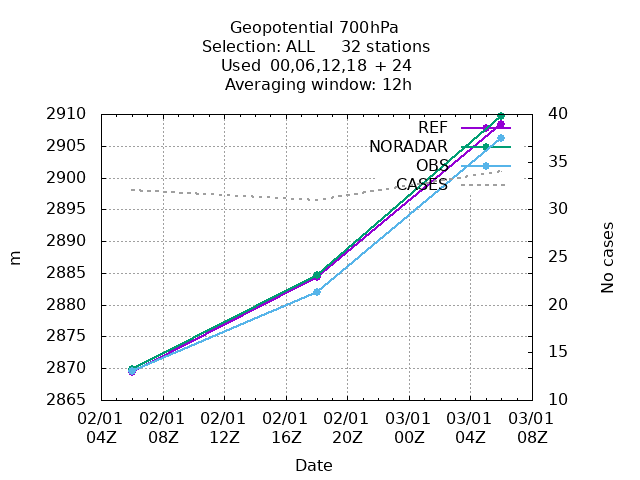 Geopotential 700hPa
Selection: ALL 32 stations
Used 00,06,12,18 + 24
Averaging window: 12h
2910
2905
2900
2895
2890
2885
2880
2875
2870
2865
m
REF
NORADAR
OBS
CASES
40
35
30
25
20
15
10
No cases
02/01 02/01 02/01 02/01 02/01 03/01 03/01 03/01
04Z 08Z 12Z 16Z 20Z 00Z 04Z 08Z
Date